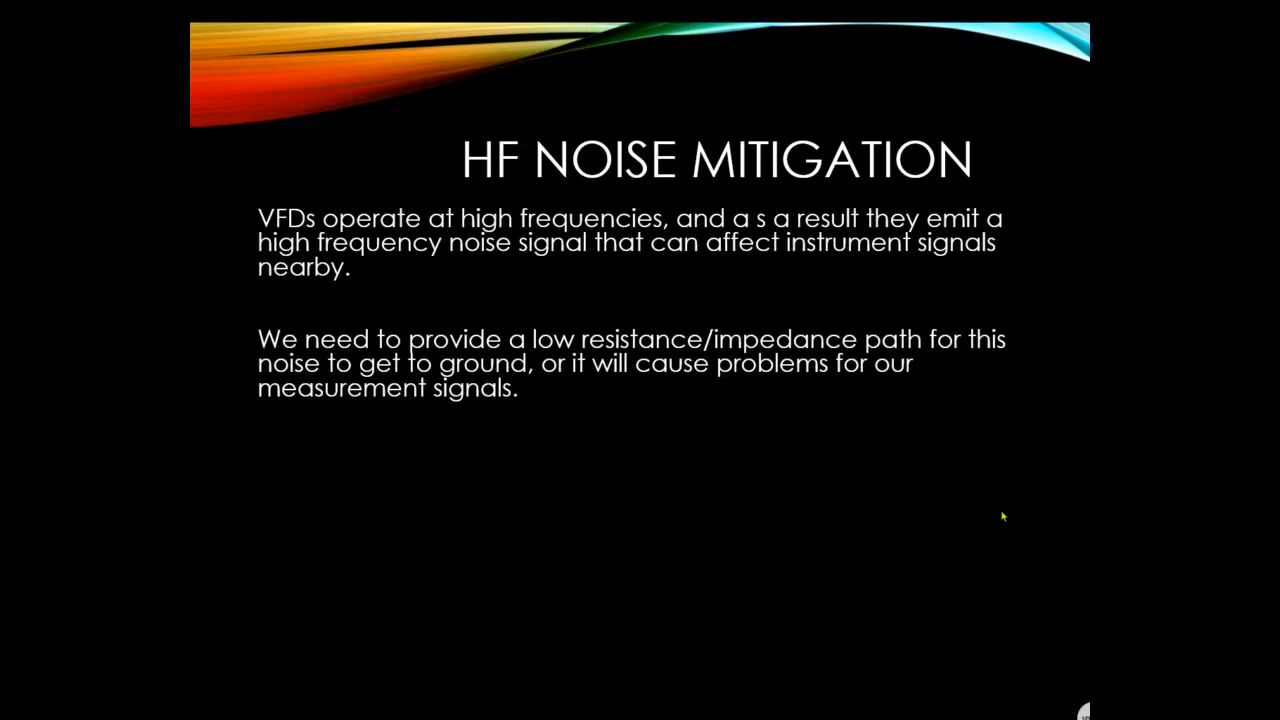 HF NOISE MITIGATION
VFDs operate at high frequencies, and a s a result they emit a
high frequency noise signal that can affect instrument signals
nearby.
We need to provide a low resistance/impedance path for this
noise to get to ground, or it will cause problems for our
measurement signals.